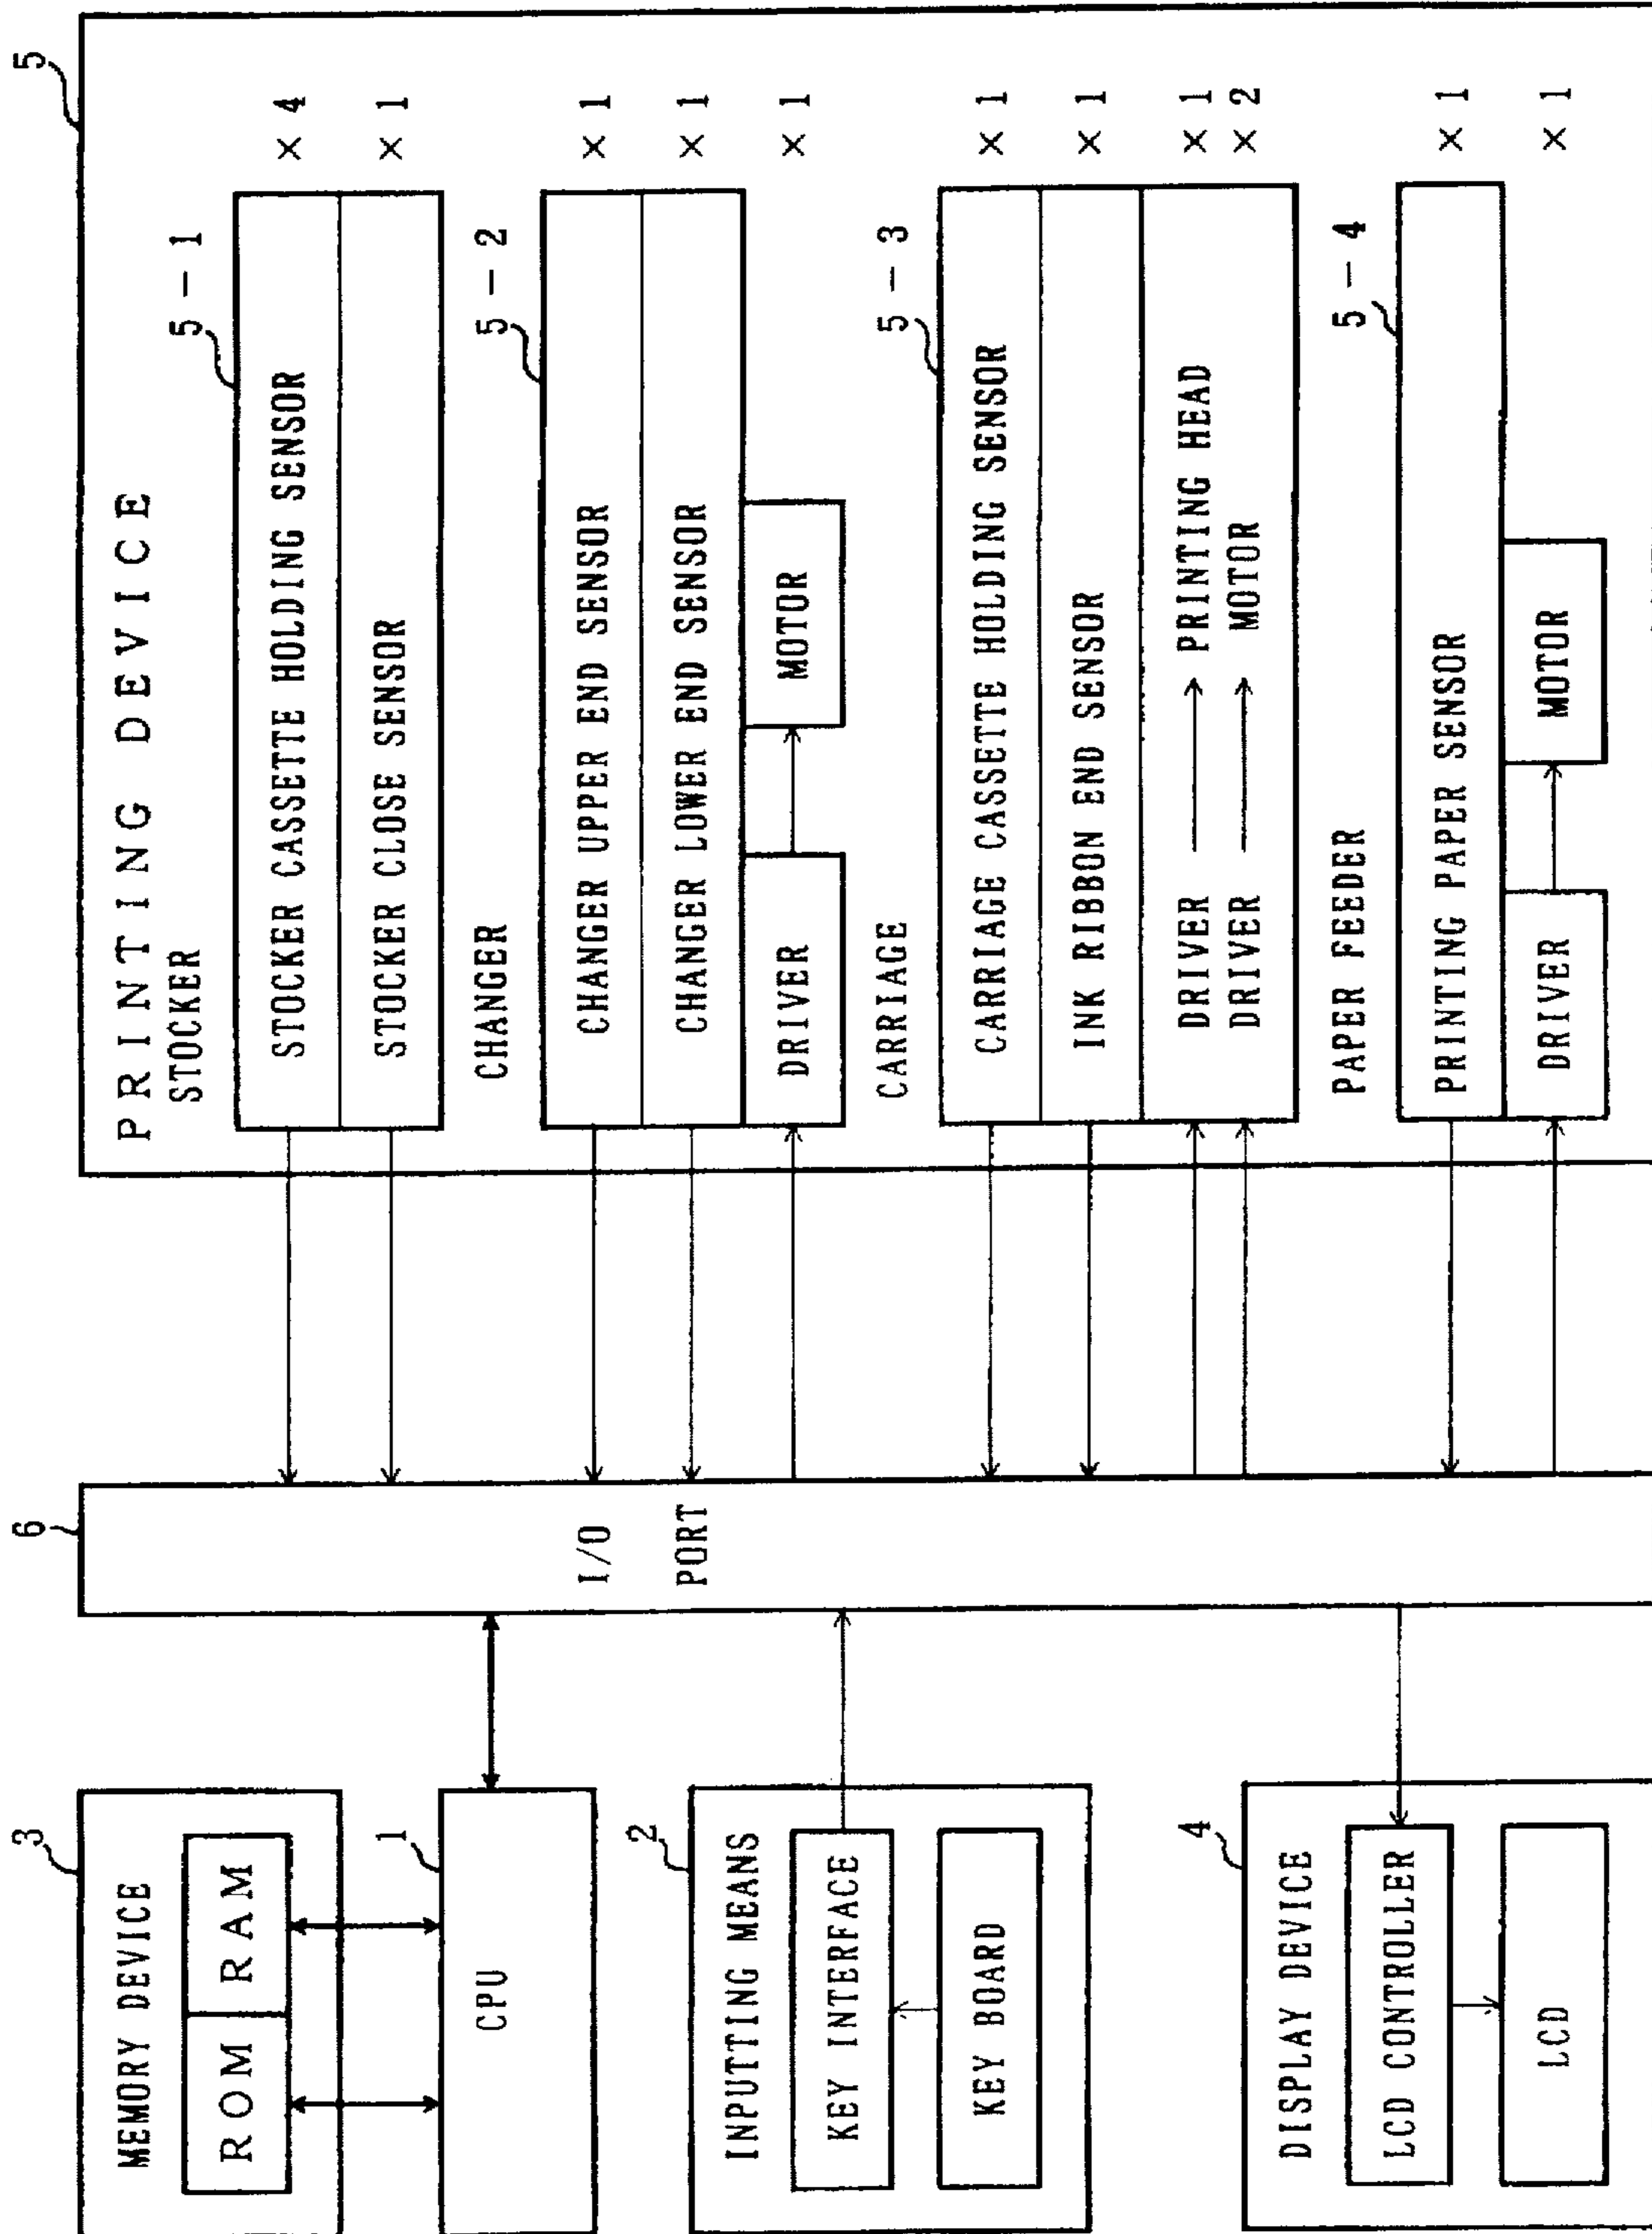 3
MEMORY DEVICE
ROM RAM
1
CPU
2
INPUTTING MEANS
KEY INTERFACE
KEY BOARD
4
DISPLAY DEVICE
LCD CONTROLLER
LCD
6
I/O
PORT
5
PRINTING DEVICE
STOCKER
5-1
STOCKER CASSETTE HOLDING SENSOR ×4
STOCKER CLOSE SENSOR ×1
CHANGER
5-2
CHANGER UPPER END SENSOR ×1
CHANGER LOWER END SENSOR ×1
DRIVER → MOTOR ×1
CARRIAGE
5-3
CARRIAGE CASSETTE HOLDING SENSOR ×1
INK RIBBON END SENSOR ×1
DRIVER → PRINTING HEAD ×1
DRIVER → MOTOR ×2
PAPER FEEDER
5-4
PRINTING PAPER SENSOR ×1
DRIVER → MOTOR ×1